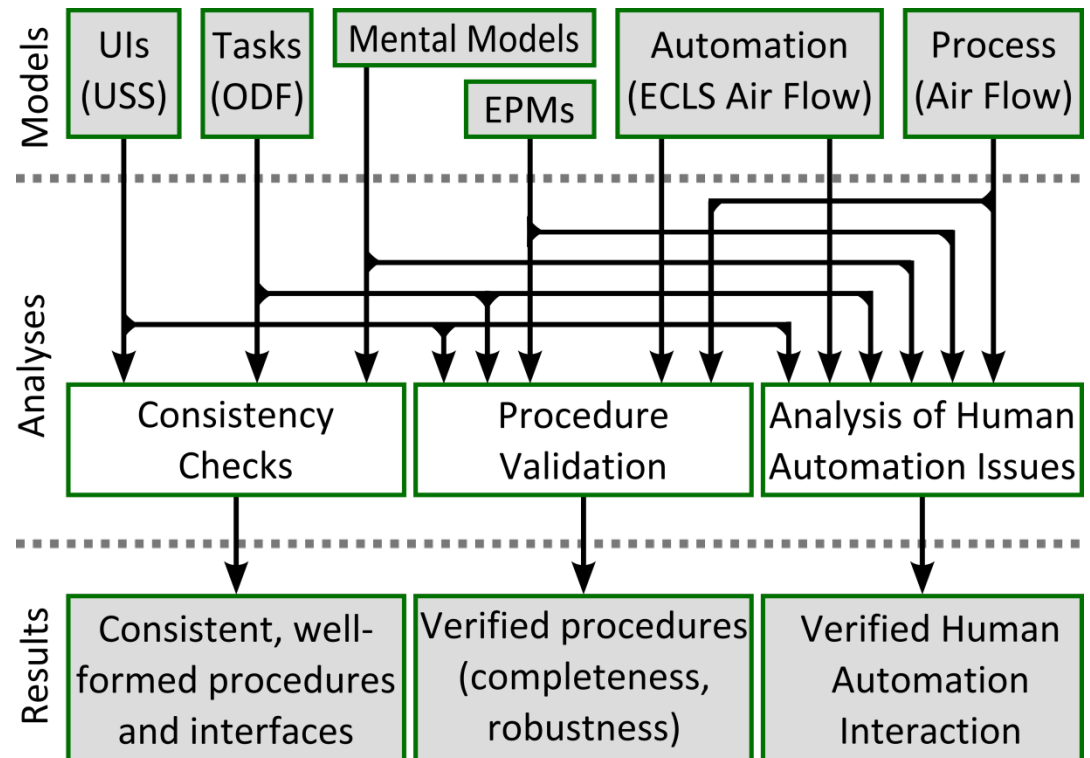 Models
UIs
(USS)
Tasks
(ODF)
Mental Models
EPMs
Automation
(ECLS Air Flow)
Process
(Air Flow)
Analyses
Consistency
Checks
Procedure
Validation
Analysis of Human
Automation Issues
Results
Consistent, well-
formed procedures
and interfaces
Verified procedures
(completeness,
robustness)
Verified Human
Automation
Interaction